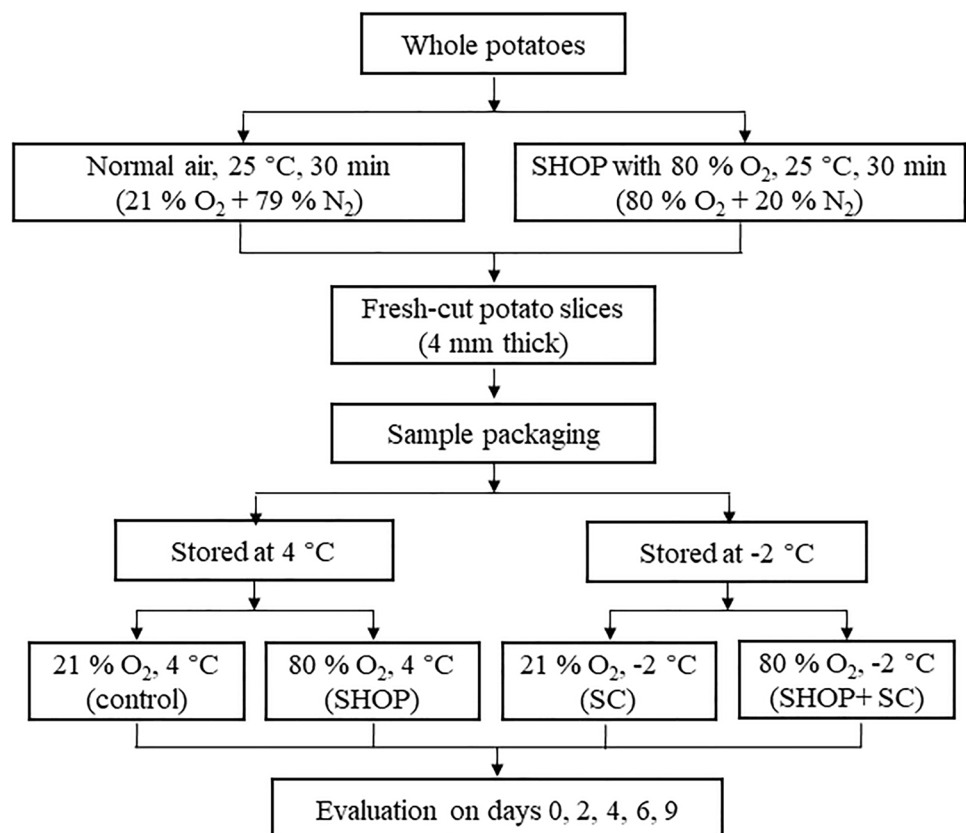 Whole potatoes
Normal air, 25 °C, 30 min
(21 % O₂ + 79 % N₂)
SHOP with 80 % O₂, 25 °C, 30 min
(80 % O₂ + 20 % N₂)
Fresh-cut potato slices
(4 mm thick)
Sample packaging
Stored at 4 °C
Stored at -2 °C
21 % O₂, 4 °C
(control)
80 % O₂, 4 °C
(SHOP)
21 % O₂, -2 °C
(SC)
80 % O₂, -2 °C
(SHOP+ SC)
Evaluation on days 0, 2, 4, 6, 9